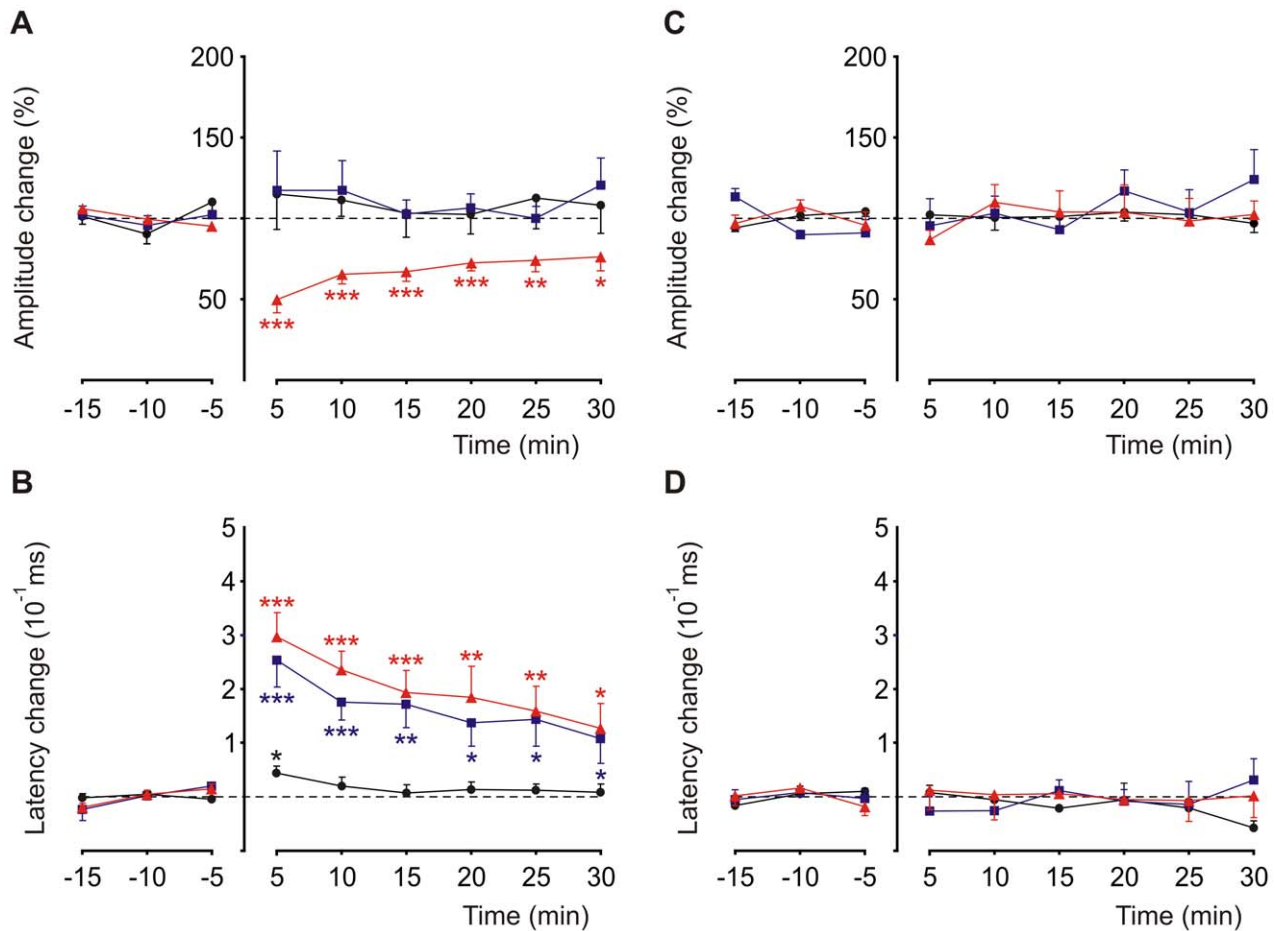 A
200
150
50
Amplitude change (%)
-15 -10 -5 5 10 15 20 25 30
Time (min)
*** *** *** *** ** *
C
200
150
50
Amplitude change (%)
-15 -10 -5 5 10 15 20 25 30
Time (min)
B
5
4
3
2
1
Latency change (10-1 ms)
*** *** *** ** ** *
*** *** ** * * *
*
-15 -10 -5 5 10 15 20 25 30
Time (min)
D
5
4
3
2
1
Latency change (10-1 ms)
-15 -10 -5 5 10 15 20 25 30
Time (min)